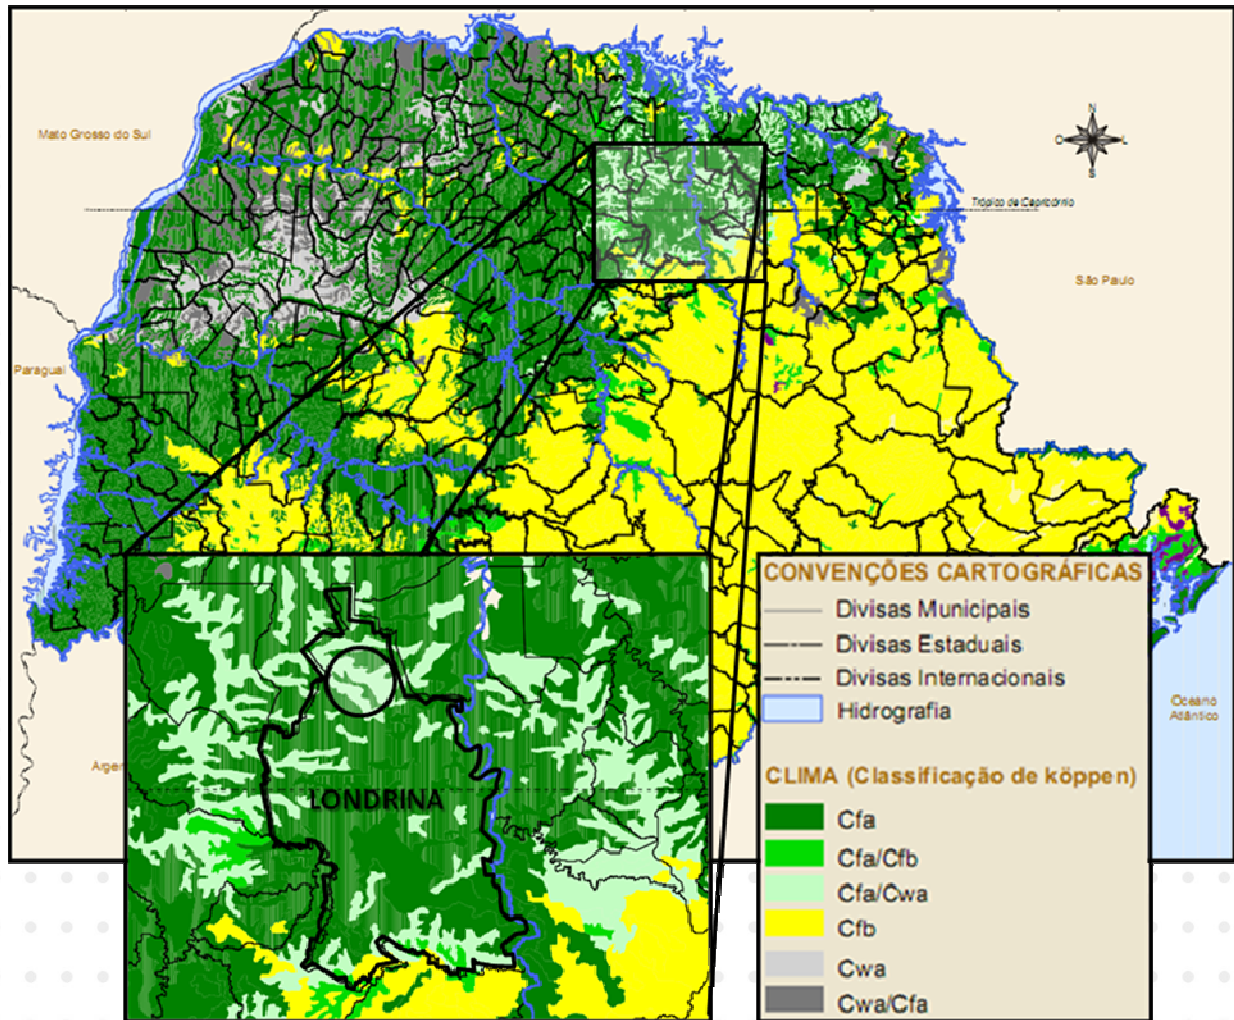 Mato Grosso do Sul
N
O
L
S
Trópico de Capricórnio
São Paulo
Paraguai
Argen
Oceano
Atlântico
LONDRINA
CONVENÇÕES CARTOGRÁFICAS
Divisas Municipais
Divisas Estaduais
Divisas Internacionais
Hidrografia
CLIMA (Classificação de köppen)
Cfa
Cfa/Cfb
Cfa/Cwa
Cfb
Cwa
Cwa/Cfa